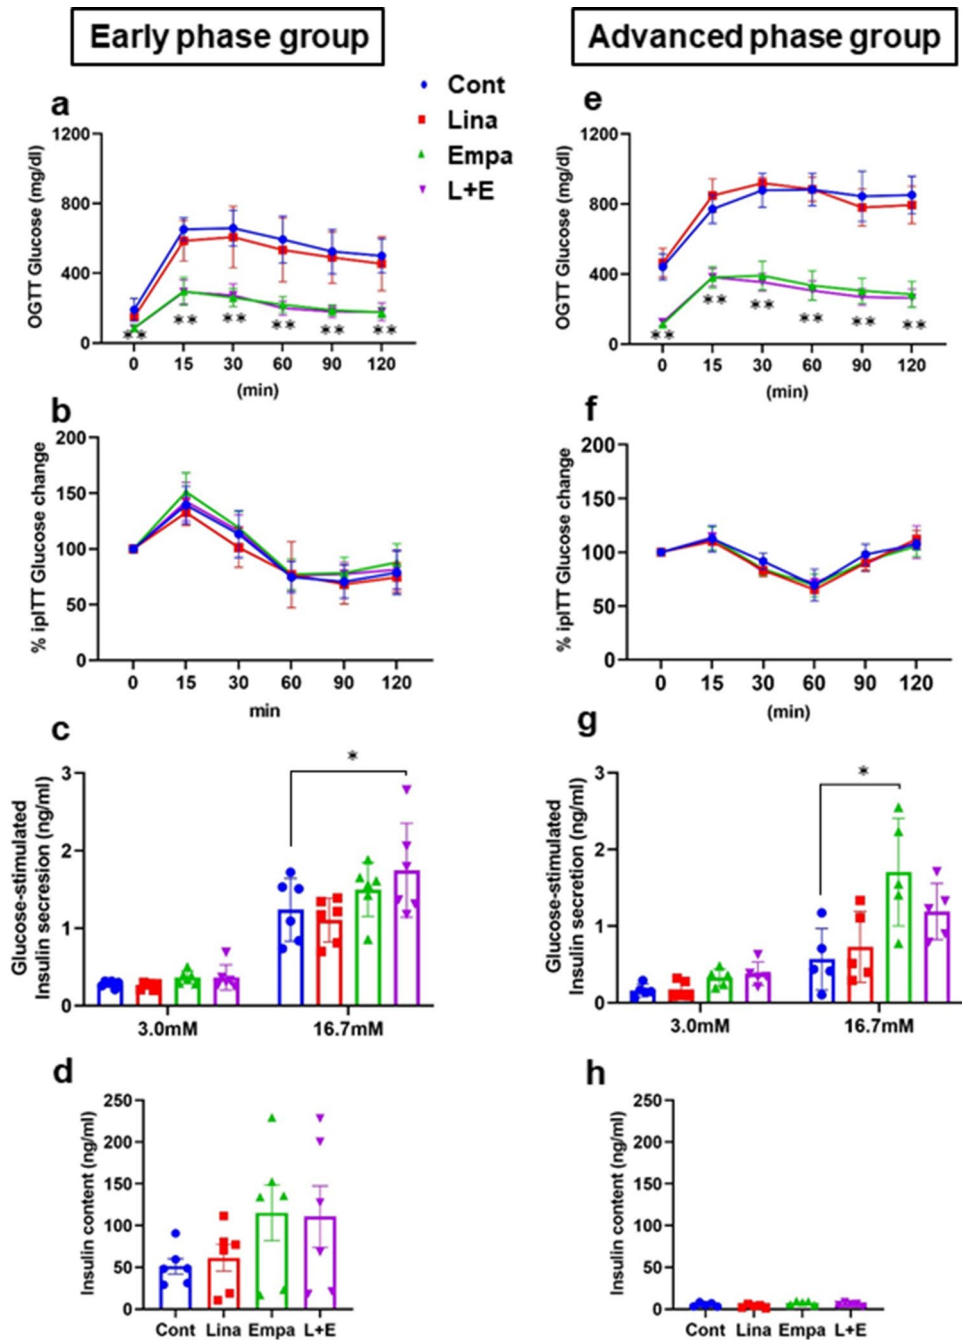 Early phase group
Advanced phase group
Cont
Lina
Empa
L+E
a
OGTT Glucose (mg/dl)
1200
800
400
0
** ** ** ** ** **
0 15 30 60 90 120
(min)
e
OGTT Glucose (mg/dl)
1200
800
400
0
** ** ** ** ** **
0 15 30 60 90 120
(min)
b
% ipITT Glucose change
200
150
100
50
0
0 15 30 60 90 120
min
f
% ipITT Glucose change
200
150
100
50
0
0 15 30 60 90 120
(min)
c
Glucose-stimulated
Insulin secresion (ng/ml)
3
2
1
0
*
3.0mM 16.7mM
g
Glucose-stimulated
Insulin secretion (ng/ml)
3
2
1
0
*
3.0mM 16.7mM
d
Insulin content (ng/ml)
250
200
150
100
50
0
Cont Lina Empa L+E
h
Insulin content (ng/ml)
250
200
150
100
50
0
Cont Lina Empa L+E